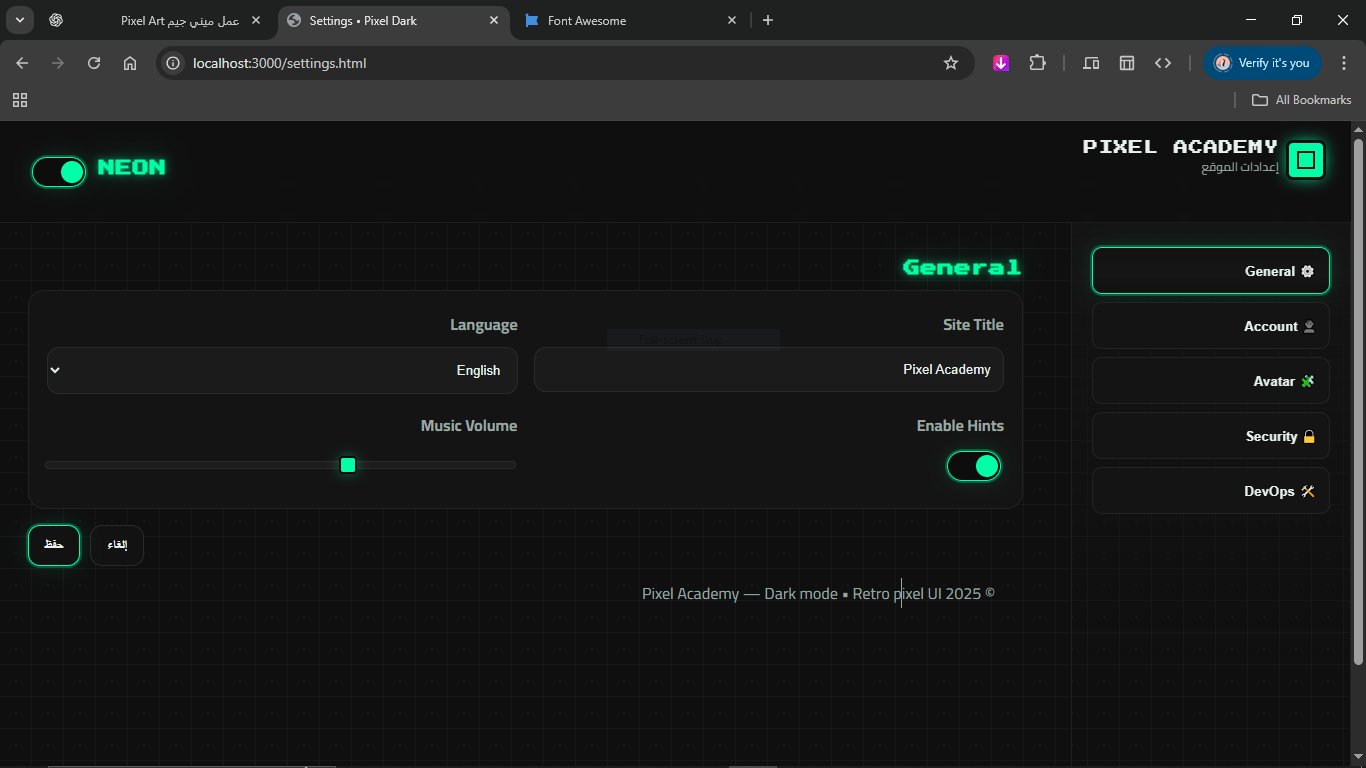 Pixel Art عمل ميني جيم
Settings • Pixel Dark
Font Awesome
localhost:3000/settings.html
Verify it's you
All Bookmarks
PIXEL ACADEMY
إعدادات الموقع
NEON
General
Account
Avatar
Security
DevOps
General
Site Title
Language
Pixel Academy
English
Enable Hints
Music Volume
إلغاء
حفظ
Pixel Academy — Dark mode ▪ Retro pixel UI 2025 ©